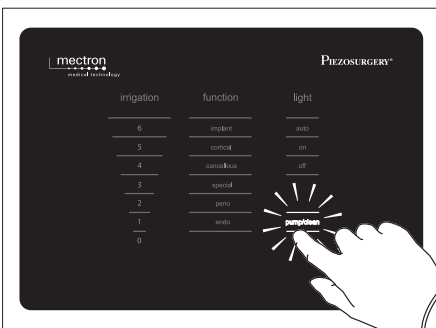 mectron
medical technology
PIEZOSURGERY®
irrigation function light
6 implant auto
5 cortical on
4 cancellous off
3 special
2 perio
1 endo pump/clean
0